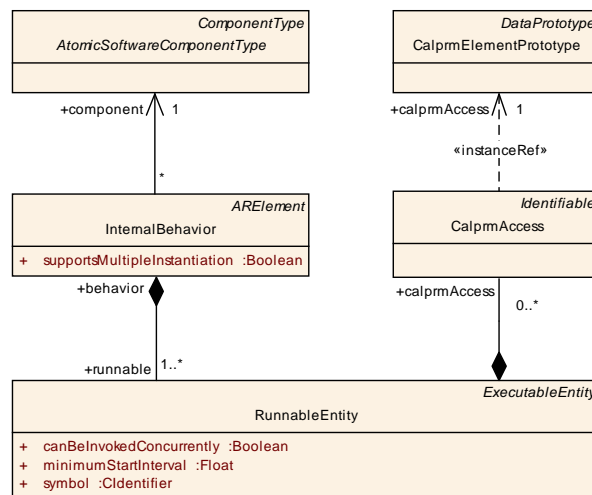 ComponentType
AtomicSoftwareComponentType
DataPrototype
CalprmElementPrototype
+component 1
+calprmAccess 1
«instanceRef»
*
ARElement
InternalBehavior
+ supportsMultipleInstantiation :Boolean
Identifiable
CalprmAccess
+behavior
+calprmAccess
0..*
+runnable 1..*
ExecutableEntity
RunnableEntity
+ canBeInvokedConcurrently :Boolean
+ minimumStartInterval :Float
+ symbol :CIdentifier